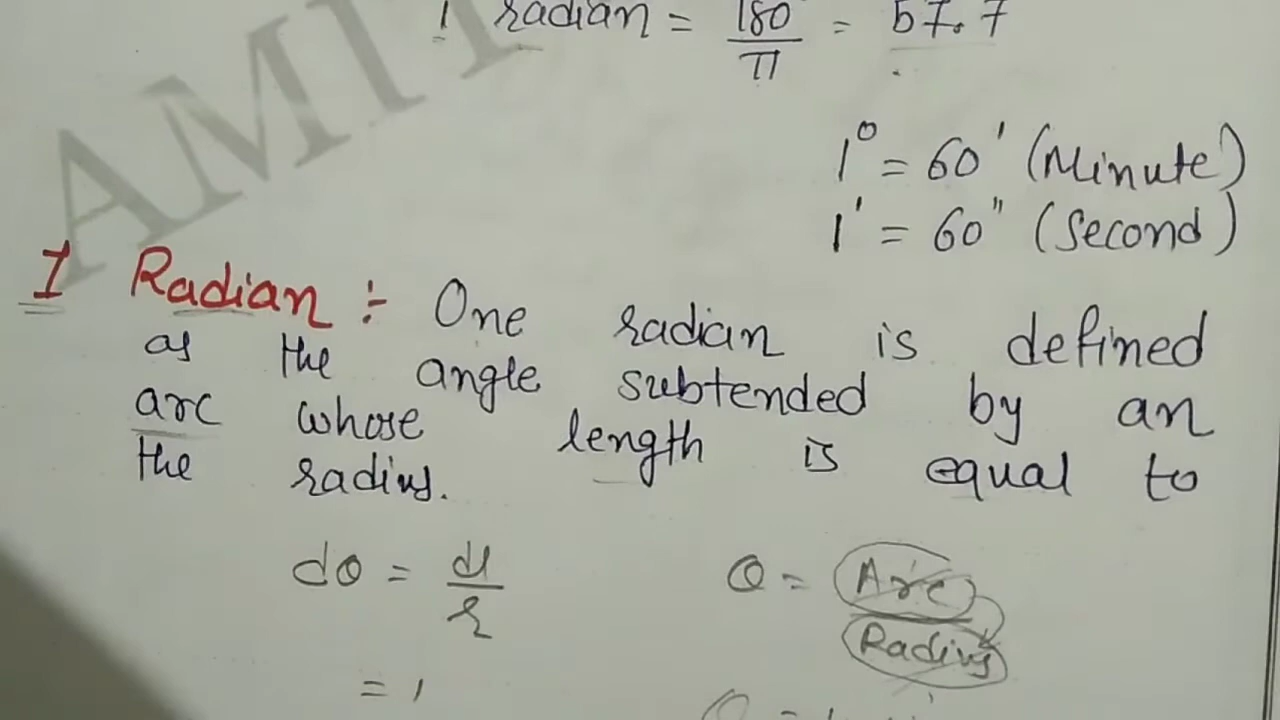 1 radian = 180/π = 57.7
AMIT
1° = 60' (Minute)
1' = 60" (Second)
1 Radian :- One radian is defined
as the angle subtended by an
arc whose length is equal to
the radius.
dθ = dl/r
θ = Arc/Radius
= 1